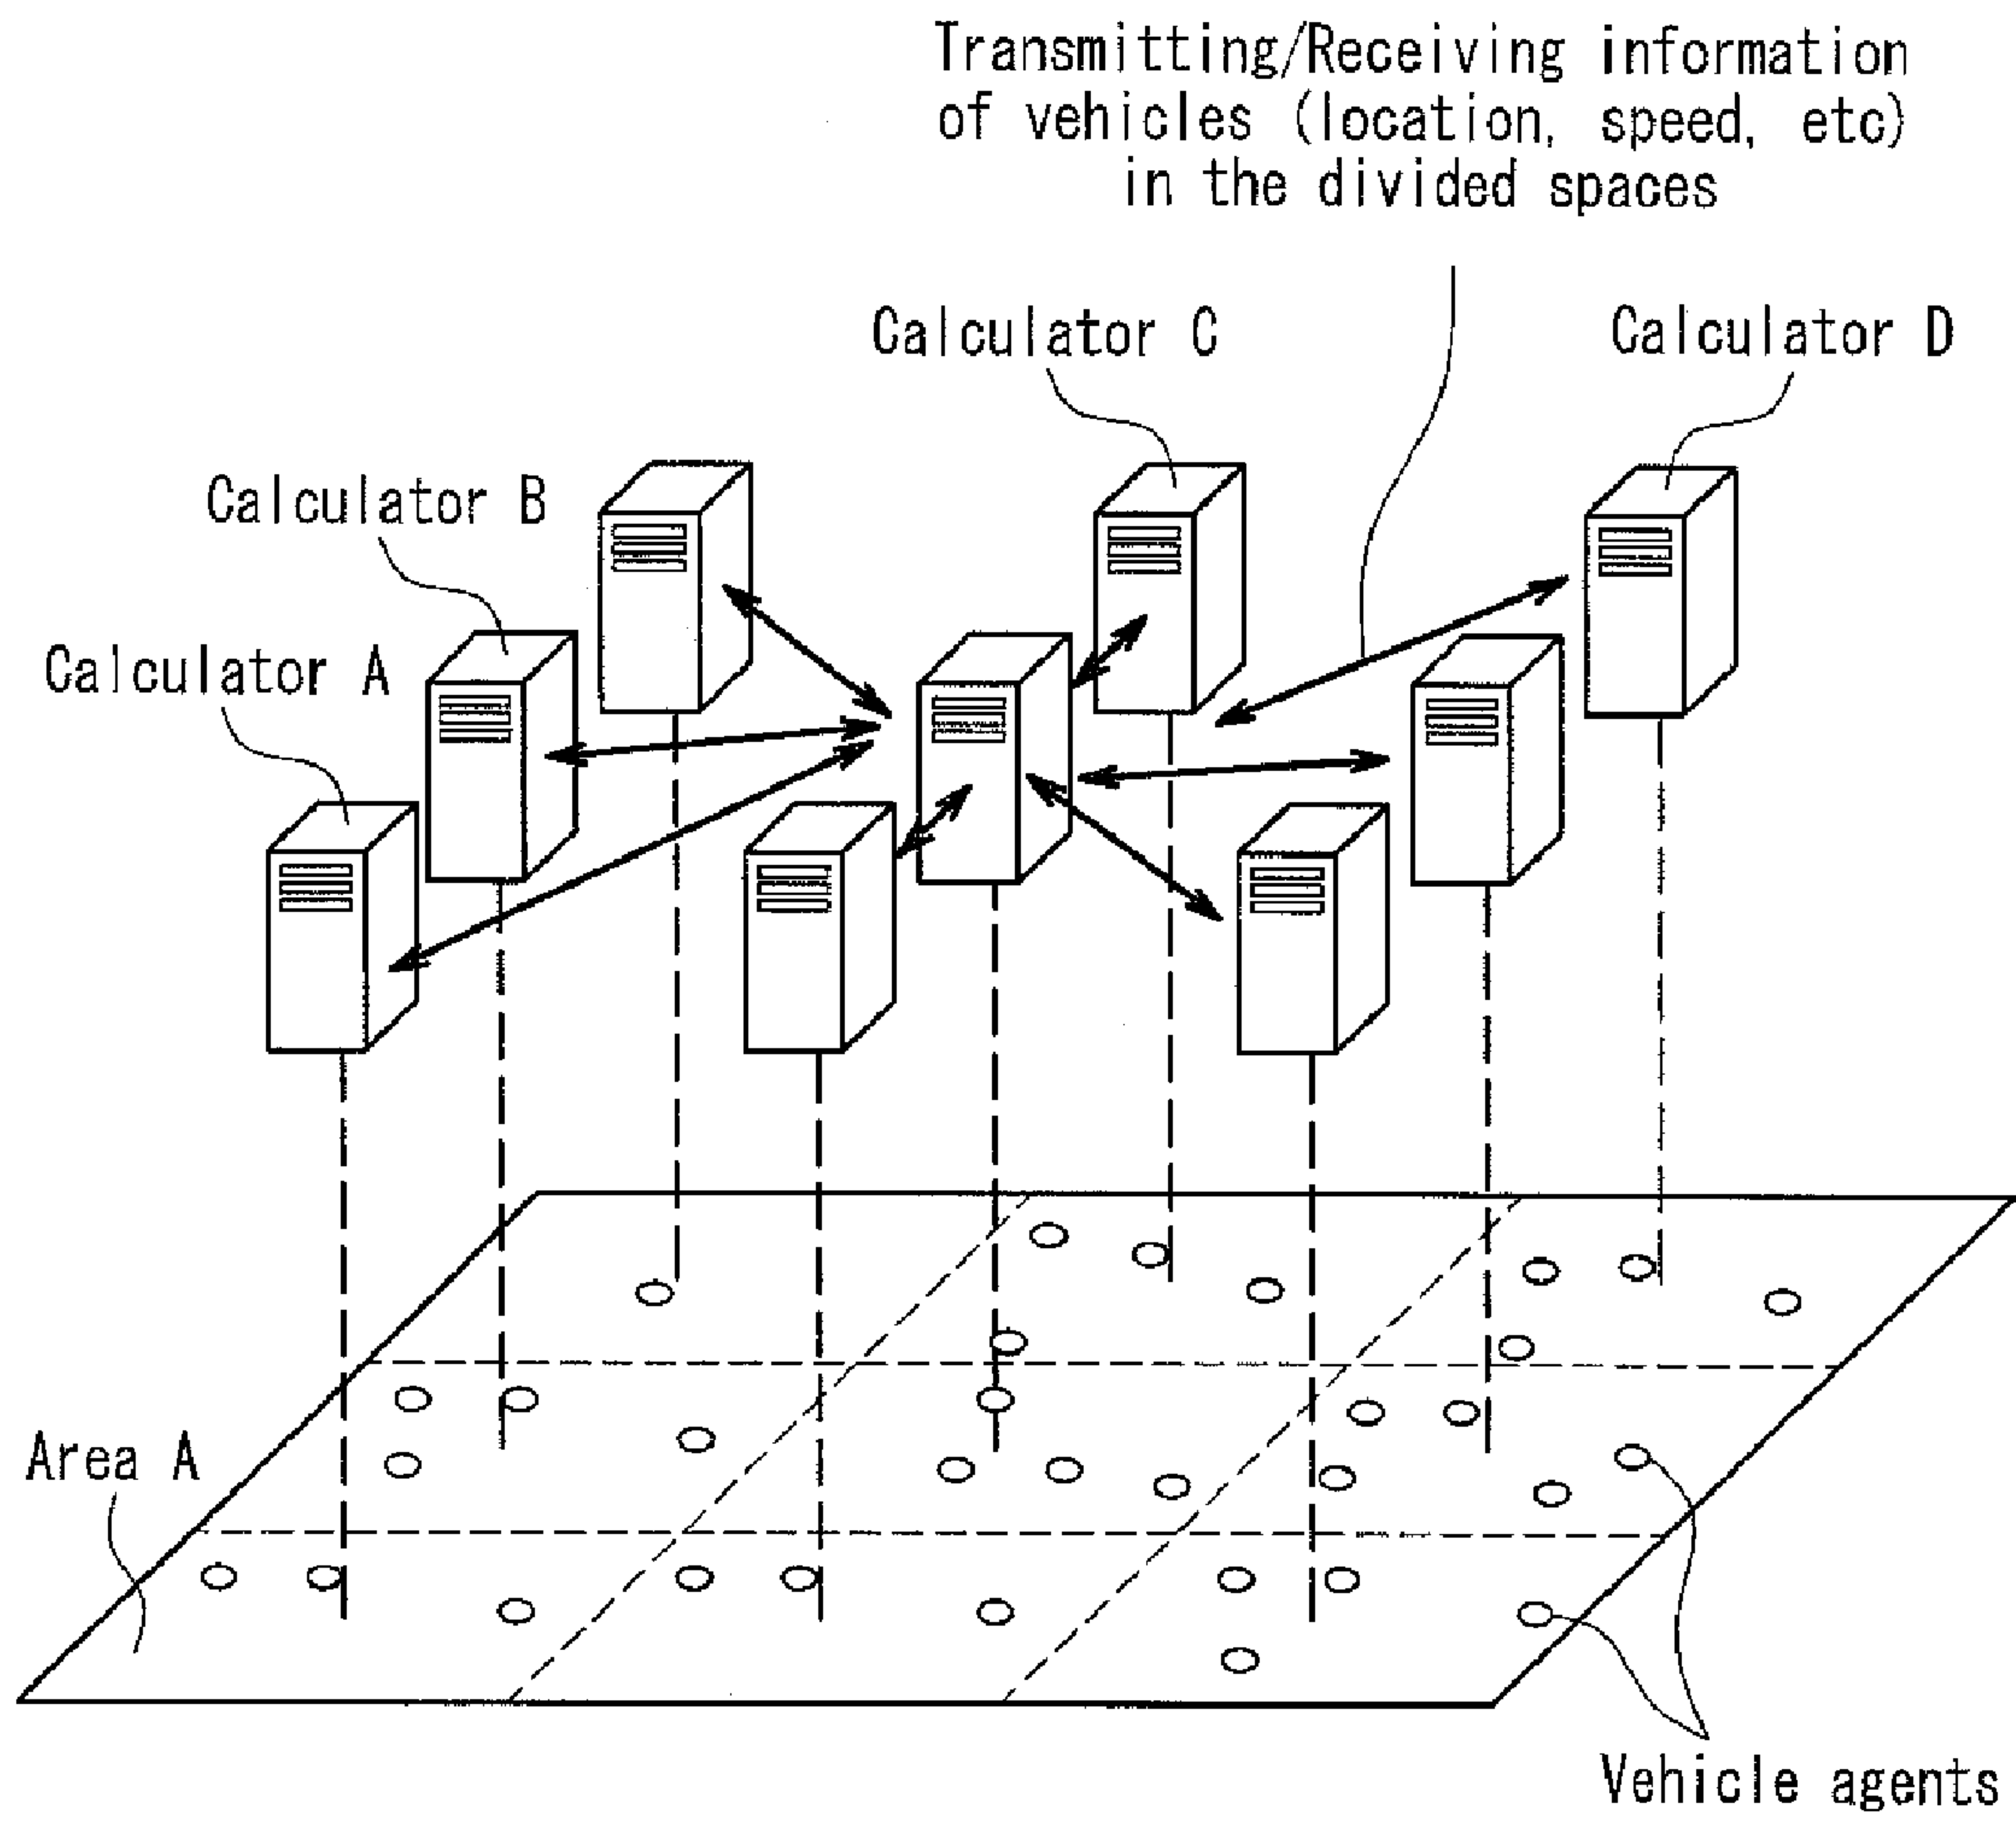 Transmitting/Receiving information
of vehicles (location, speed, etc)
in the divided spaces
Calculator C
Calculator D
Calculator B
Calculator A
Area A
Vehicle agents